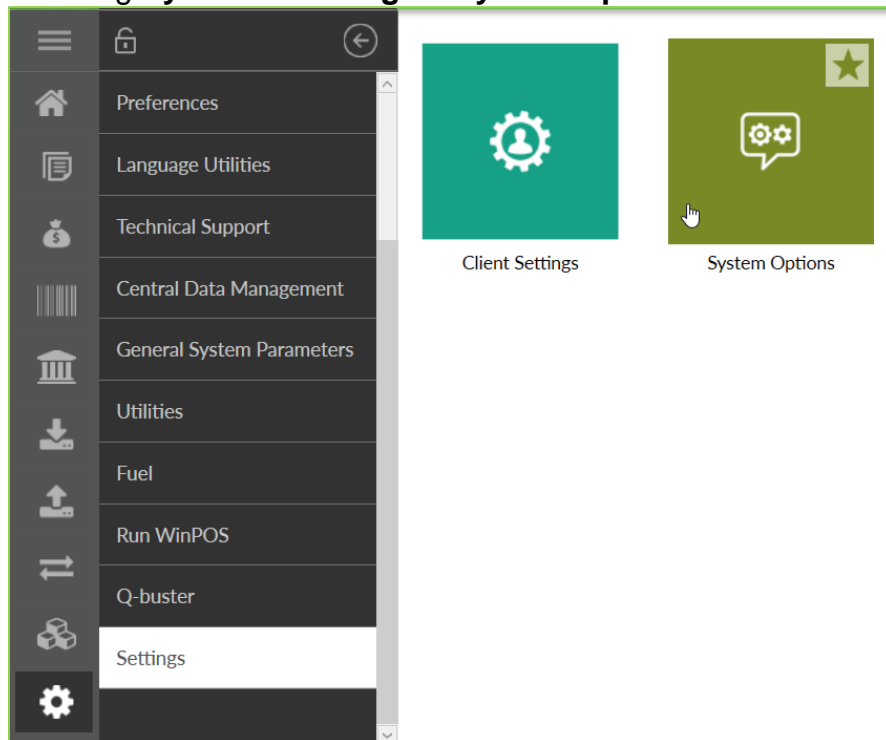 Preferences
Language Utilities
Technical Support
Central Data Management
General System Parameters
Utilities
Fuel
Run WinPOS
Q-buster
Settings
Client Settings
System Options